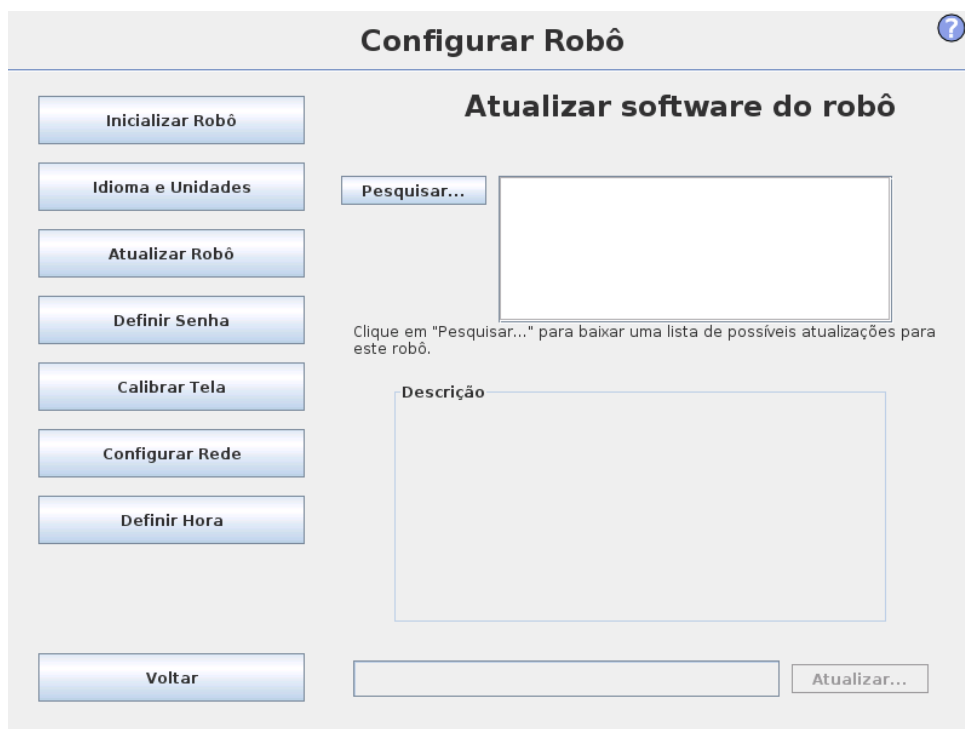 Configurar Robô
?
Inicializar Robô
Idioma e Unidades
Atualizar Robô
Definir Senha
Calibrar Tela
Configurar Rede
Definir Hora
Voltar
Atualizar software do robô
Pesquisar...
Clique em "Pesquisar..." para baixar uma lista de possíveis atualizações para
este robô.
Descrição
Atualizar...